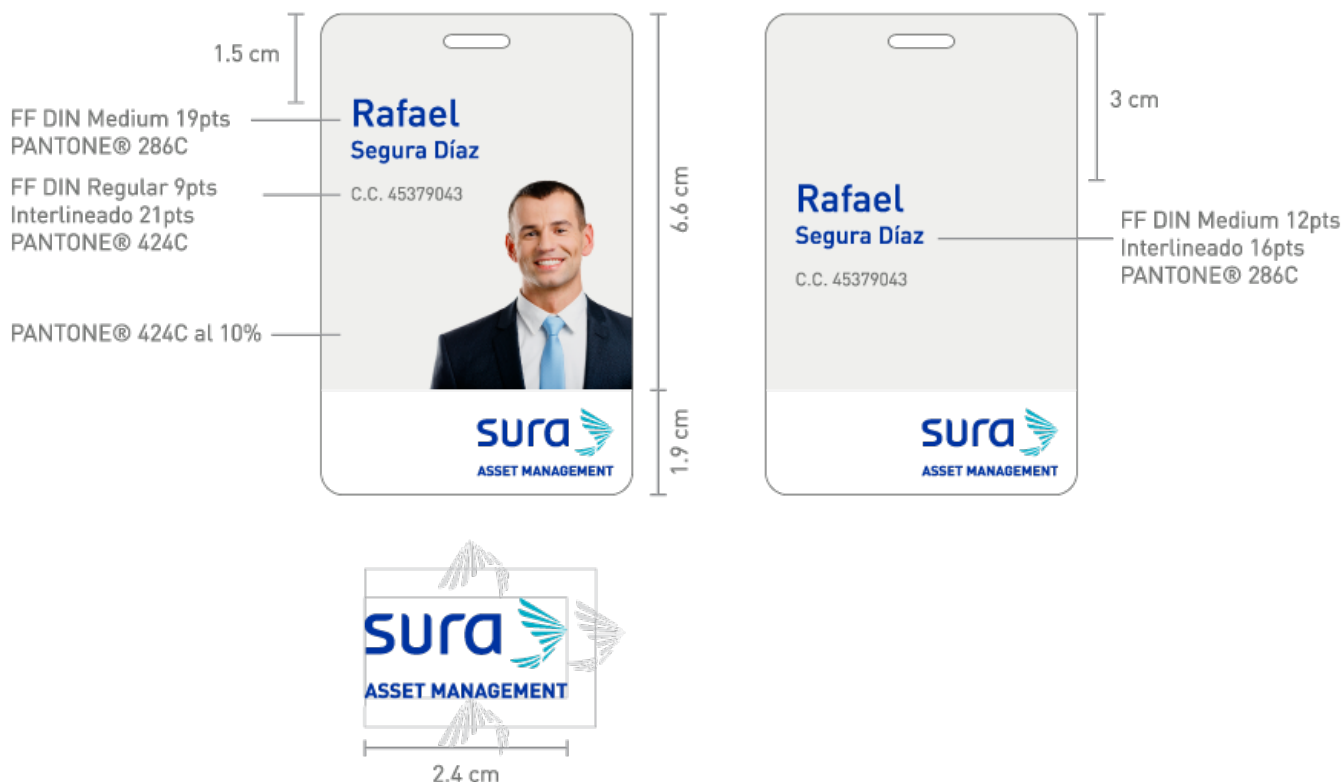 1.5 cm
FF DIN Medium 19pts
PANTONE® 286C
FF DIN Regular 9pts
Interlineado 21pts
PANTONE® 424C
PANTONE® 424C al 10%
Rafael
Segura Díaz
C.C. 45379043
sura
ASSET MANAGEMENT
6.6 cm
1.9 cm
Rafael
Segura Díaz
C.C. 45379043
sura
ASSET MANAGEMENT
3 cm
FF DIN Medium 12pts
Interlineado 16pts
PANTONE® 286C
sura
ASSET MANAGEMENT
2.4 cm